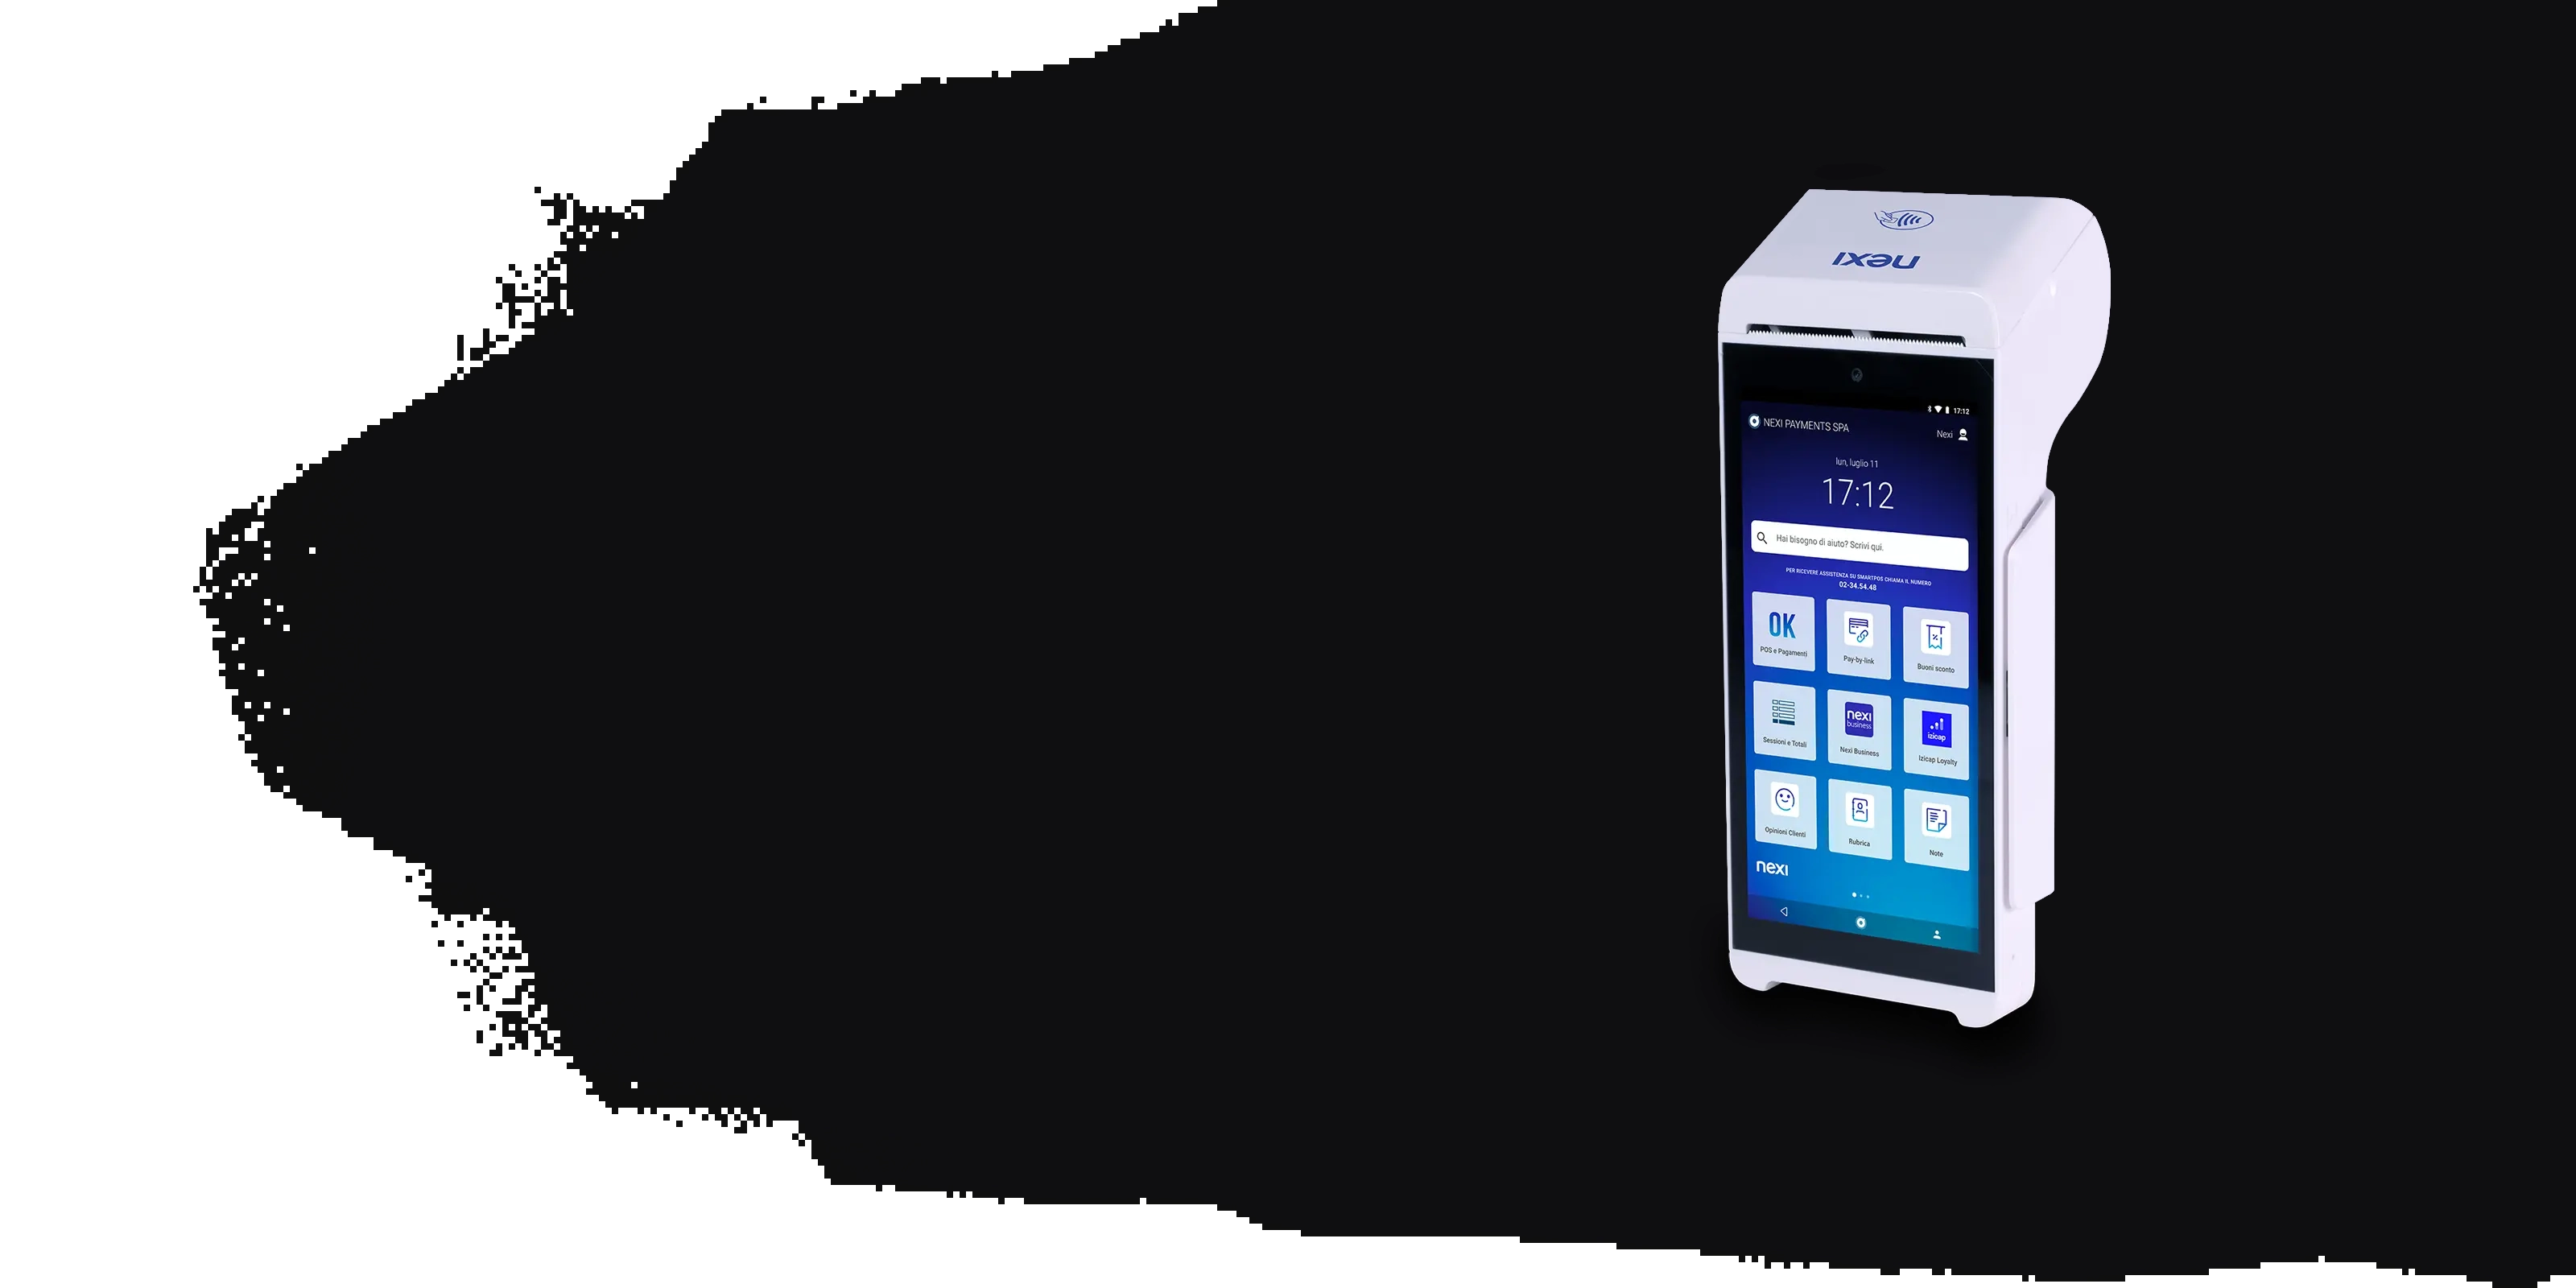 nexi
17:12
NEXI PAYMENTS SPA
Nexi
lun, luglio 11
17:12
Hai bisogno di aiuto? Scrivi qui.
PER RICEVERE ASSISTENZA SU SMARTPOS CHIAMA IL NUMERO
02-34.54.48
OK
POS e Pagamenti
Pay-by-link
Buoni sconto
Sessioni e Totali
nexi
business
Nexi Business
izicap
Izicap Loyalty
Opinioni Clienti
Rubrica
Note
nexi